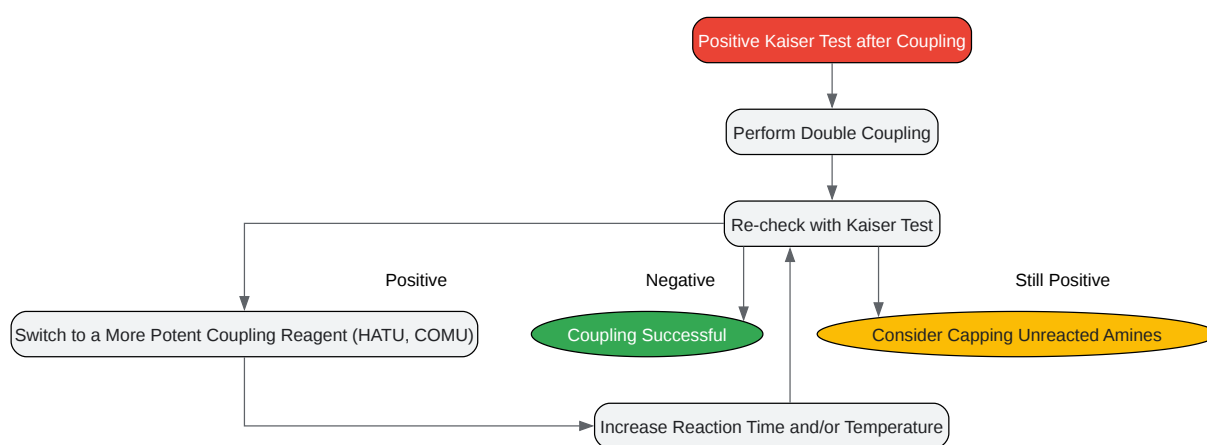 Positive Kaiser Test after Coupling
Perform Double Coupling
Re-check with Kaiser Test
Positive
Negative
Still Positive
Switch to a More Potent Coupling Reagent (HATU, COMU)
Coupling Successful
Consider Capping Unreacted Amines
Increase Reaction Time and/or Temperature